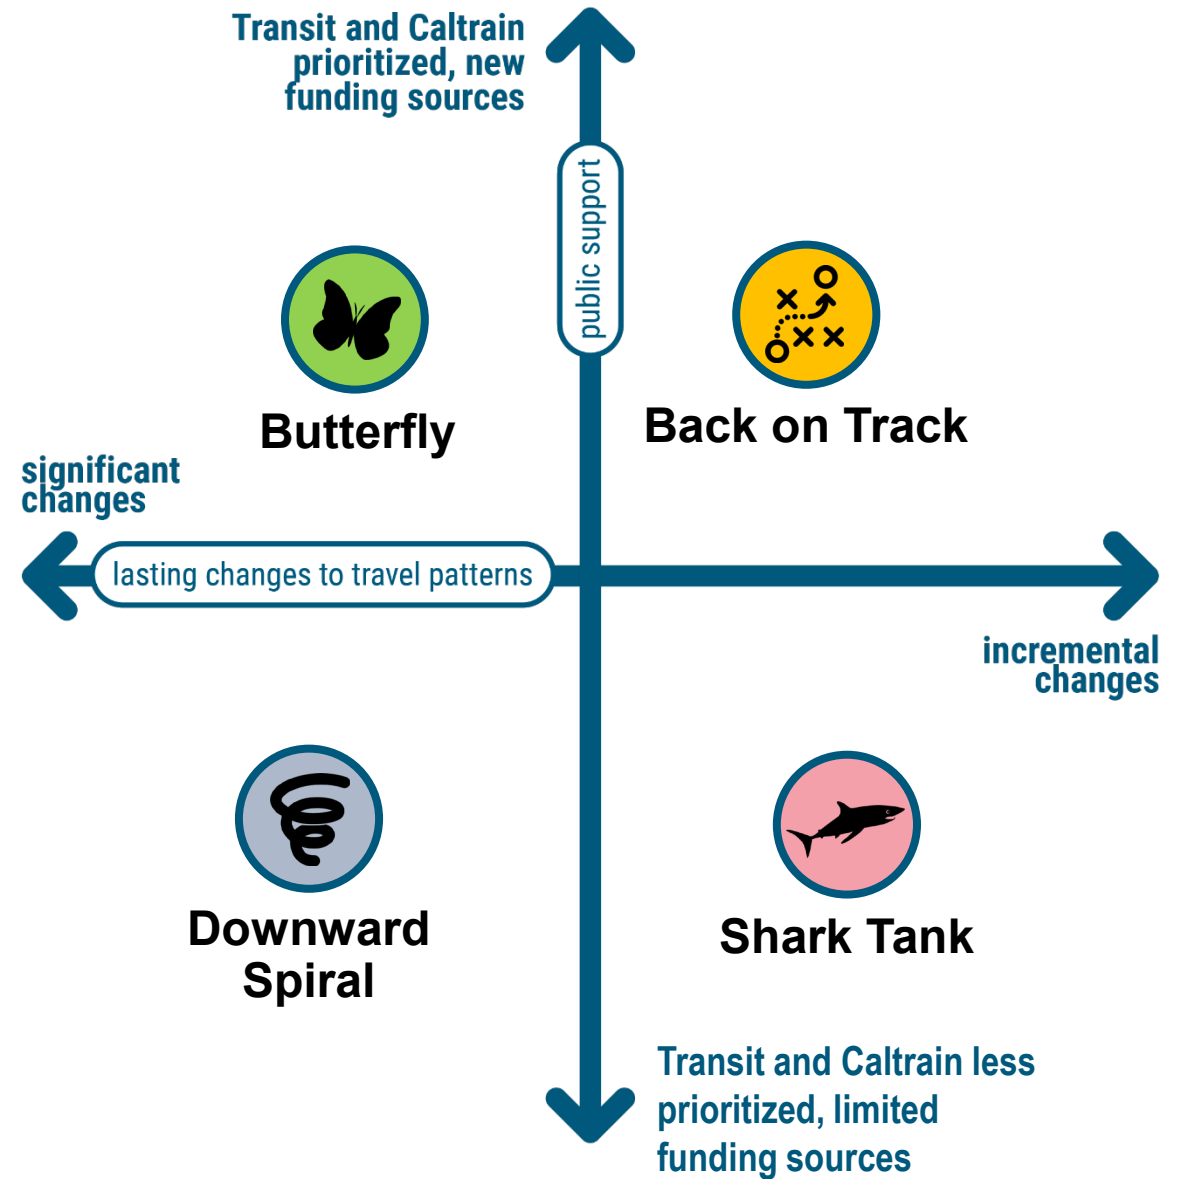 Transit and Caltrain
prioritized, new
funding sources
public support
Butterfly
Back on Track
significant
changes
lasting changes to travel patterns
incremental
changes
Downward
Spiral
Shark Tank
Transit and Caltrain less
prioritized, limited
funding sources